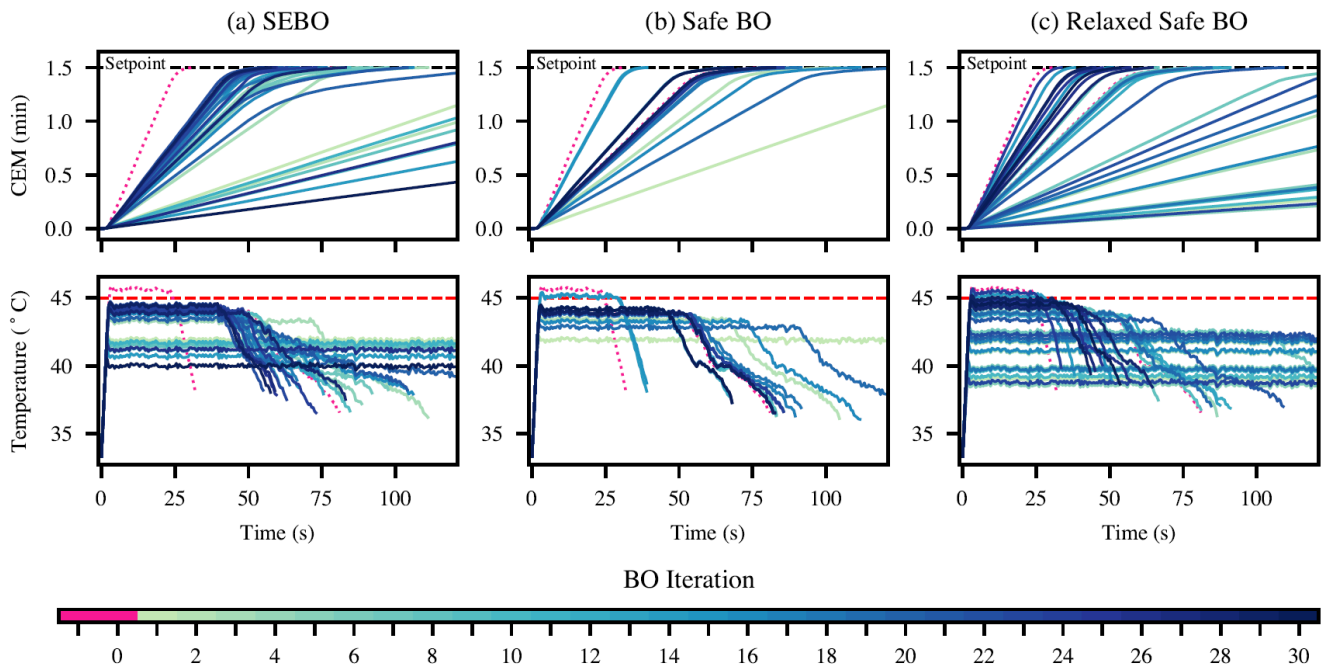 (a) SEBO (b) Safe BO (c) Relaxed Safe BO
CEM (min)
1.5
1.0
0.5
0.0
Setpoint
Setpoint
1.5
1.0
0.5
0.0
Setpoint
1.5
1.0
0.5
0.0
Temperature (°C)
45
40
35
45
40
35
45
40
35
0 25 50 75 100
0 25 50 75 100
0 25 50 75 100
Time (s) Time (s) Time (s)
BO Iteration
0 2 4 6 8 10 12 14 16 18 20 22 24 26 28 30